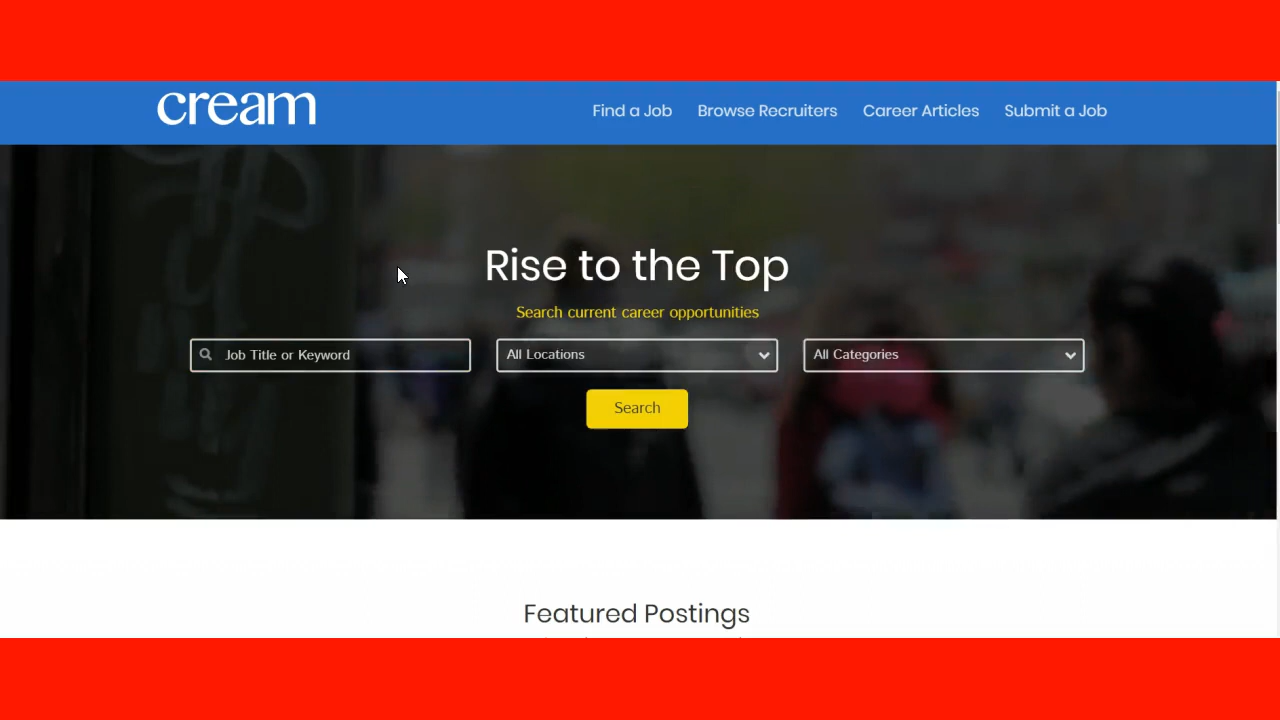 cream
Find a Job Browse Recruiters Career Articles Submit a Job
Rise to the Top
Search current career opportunities
Job Title or Keyword All Locations All Categories
Search
Featured Postings